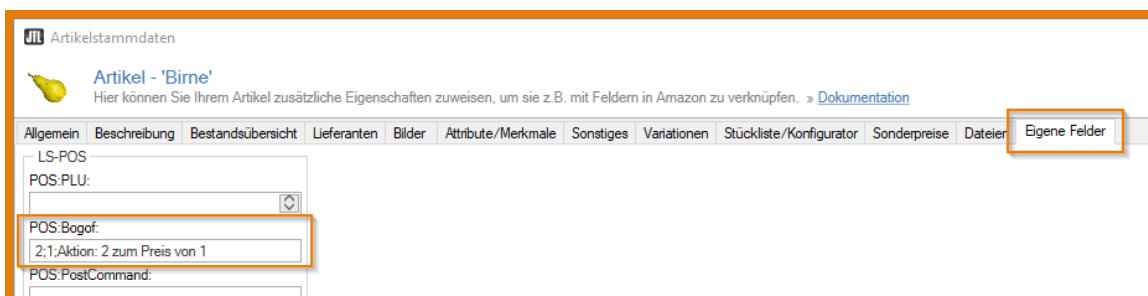 JTL Artikelstammdaten
Artikel - 'Birne'
Hier können Sie Ihrem Artikel zusätzliche Eigenschaften zuweisen, um sie z.B. mit Feldern in Amazon zu verknüpfen. » Dokumentation
Allgemein Beschreibung Bestandsübersicht Lieferanten Bilder Attribute/Merkmale Sonstiges Variationen Stückliste/Konfigurator Sonderpreise Dateien Eigene Felder
LS-POS
POS:PLU:
POS:Bogof:
2;1;Aktion: 2 zum Preis von 1
POS:PostCommand: